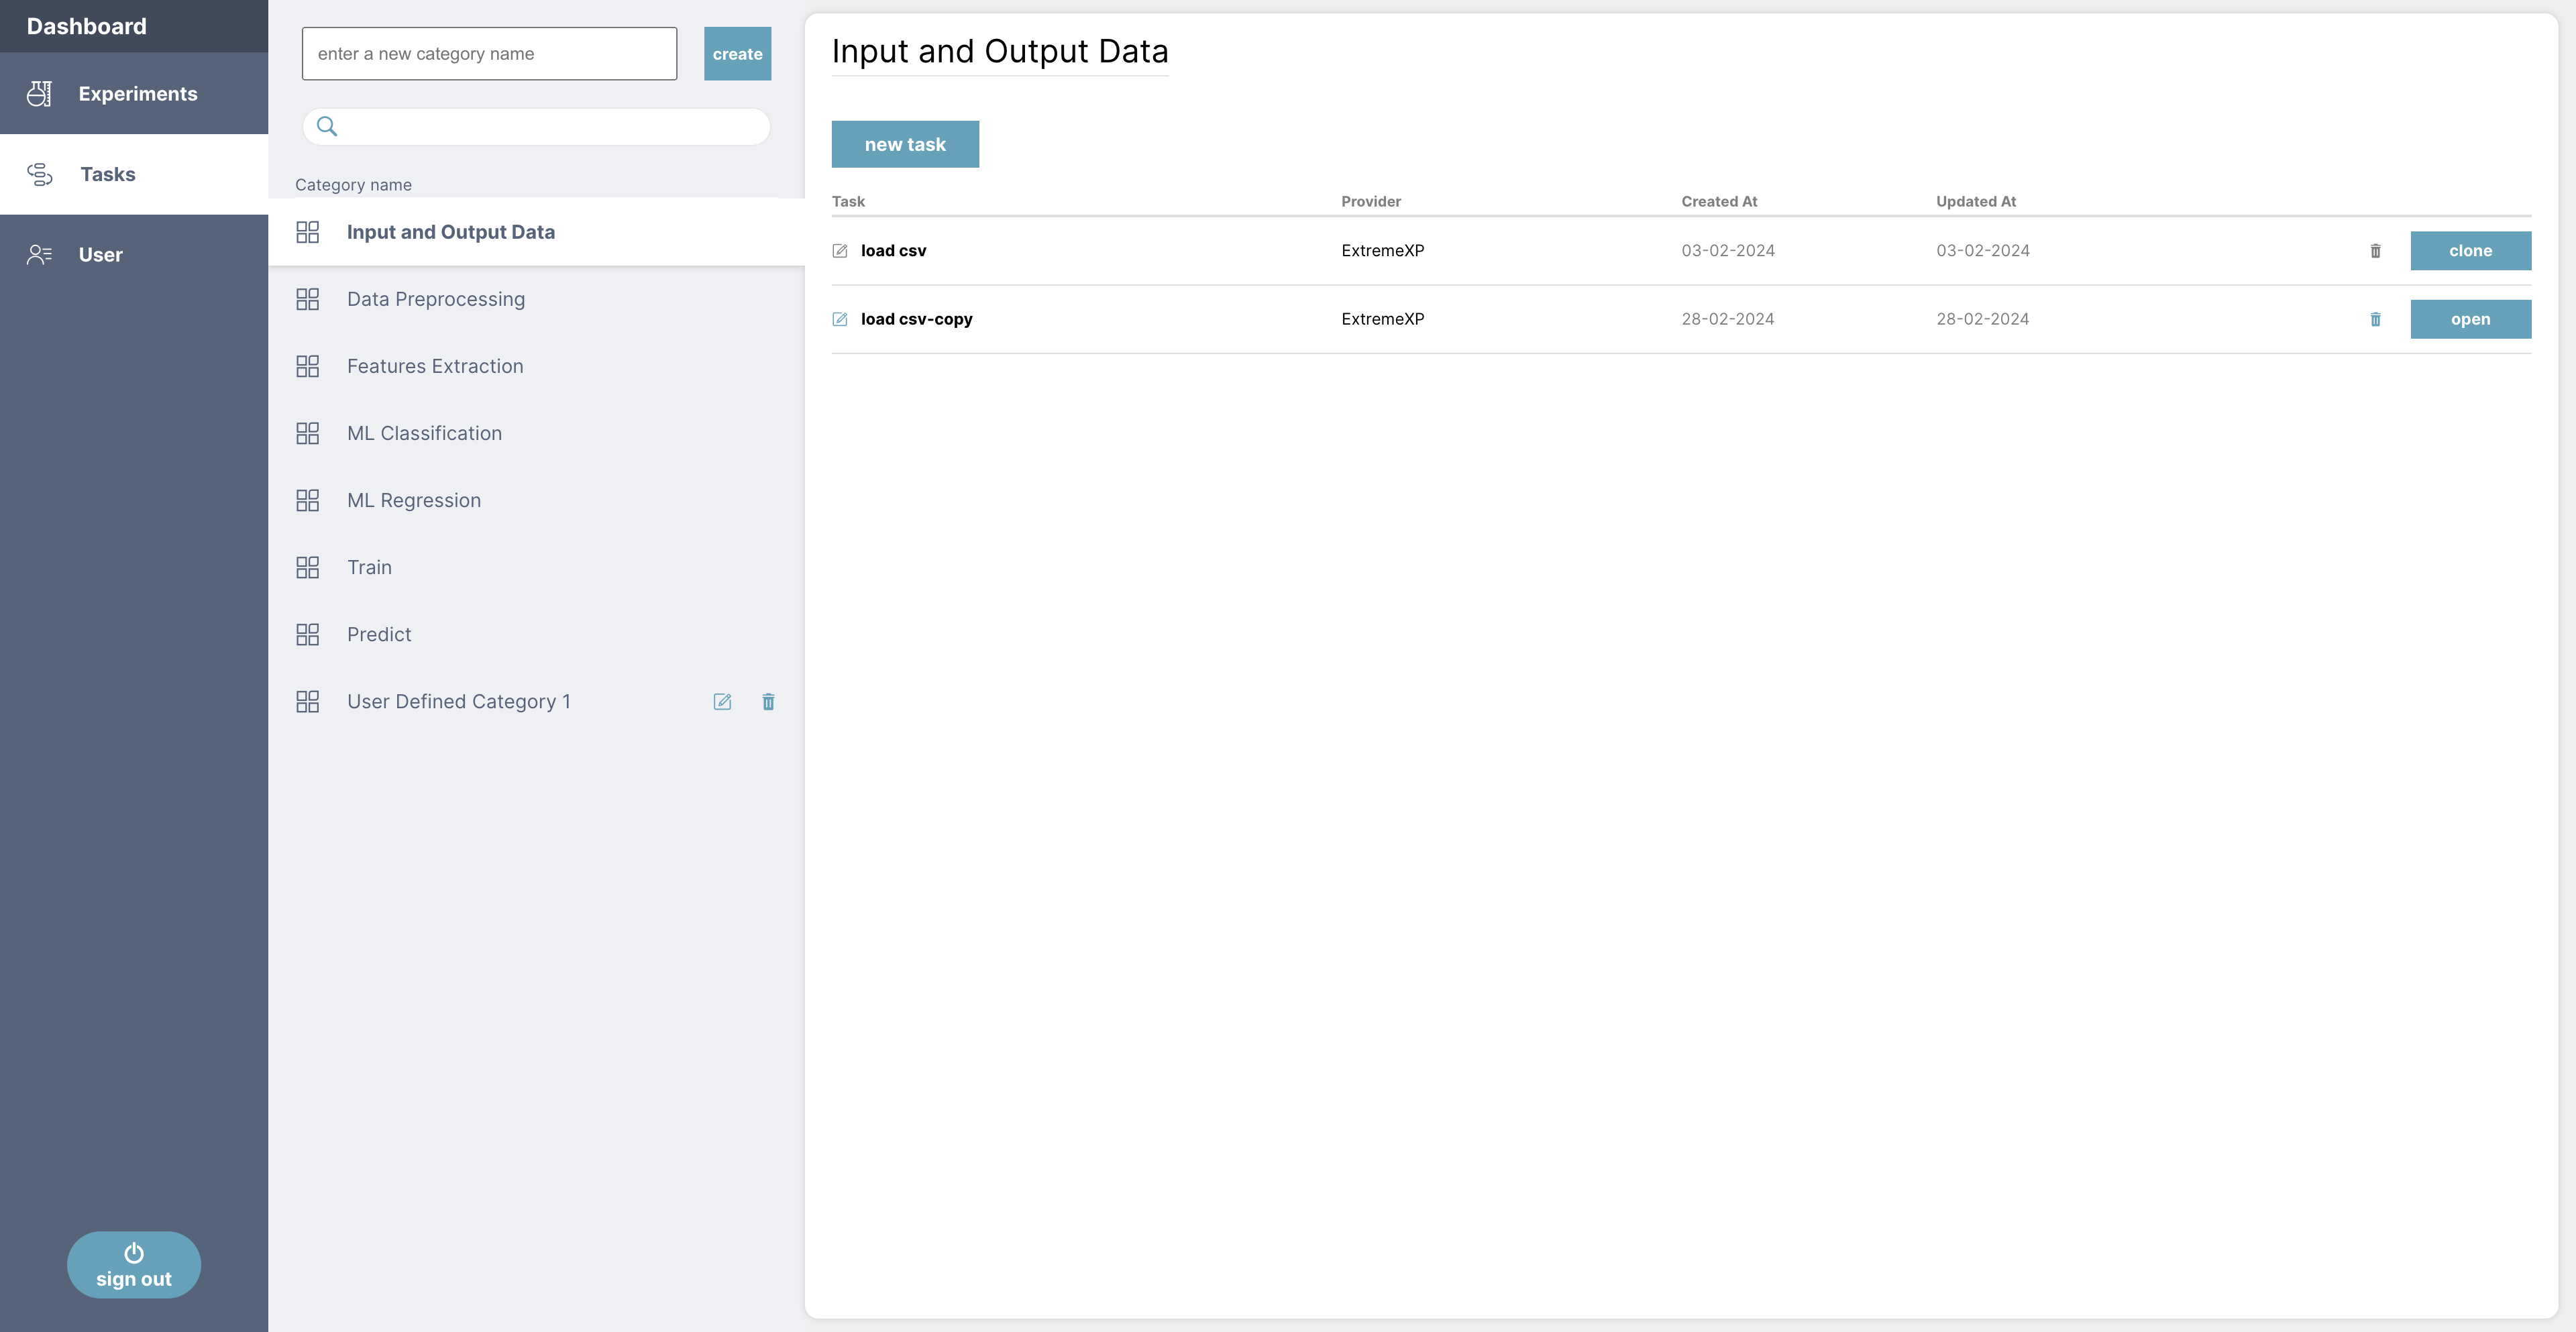 Dashboard
Experiments
Tasks
User
sign out
enter a new category name
create
Category name
Input and Output Data
Data Preprocessing
Features Extraction
ML Classification
ML Regression
Train
Predict
User Defined Category 1
Input and Output Data
new task
Task Provider Created At Updated At
load csv ExtremeXP 03-02-2024 03-02-2024 clone
load csv-copy ExtremeXP 28-02-2024 28-02-2024 open